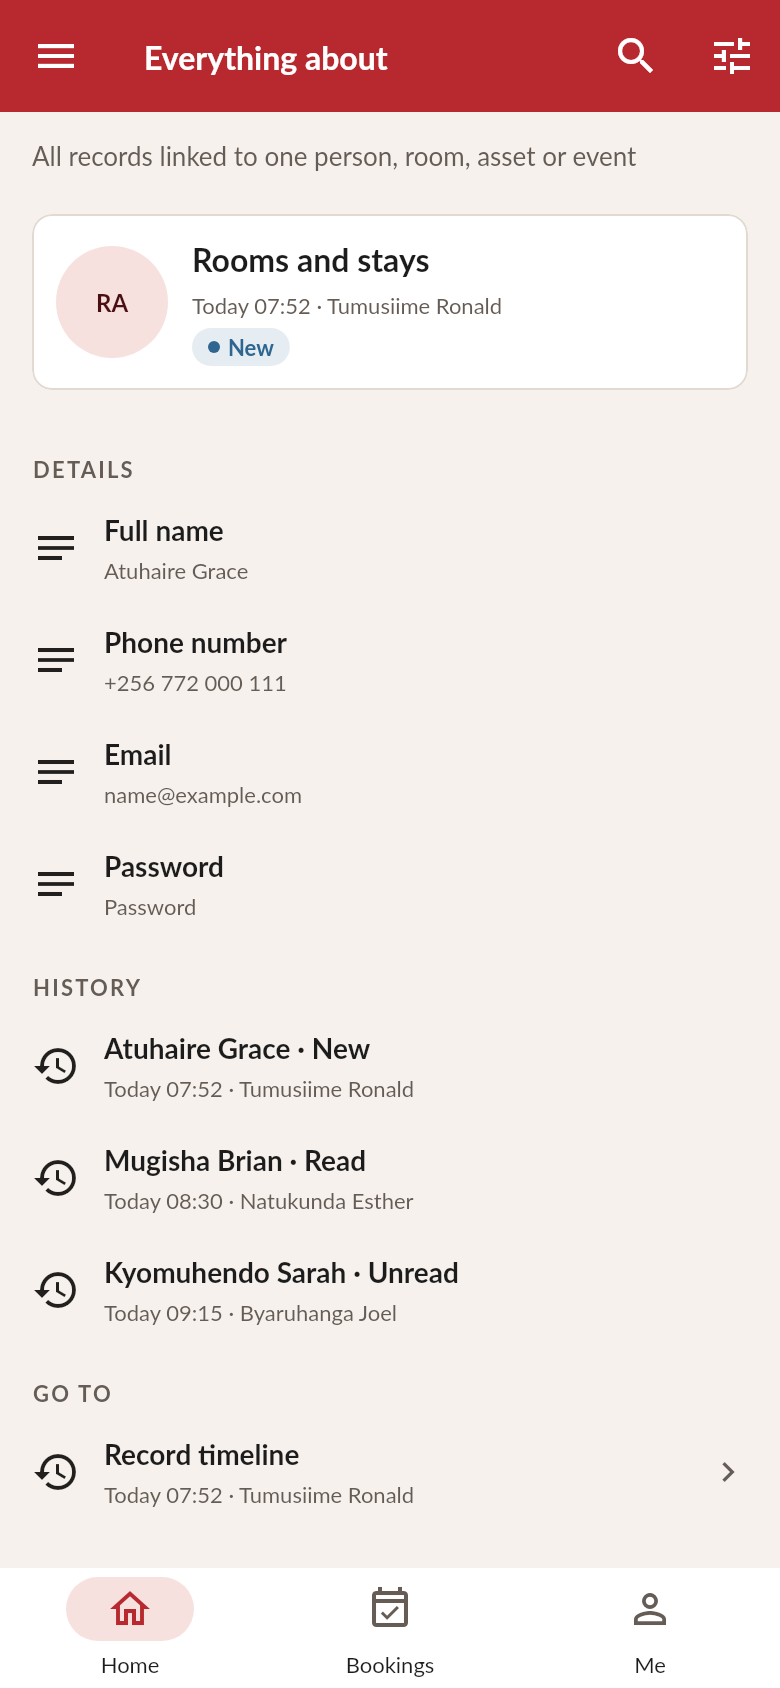 Everything about
All records linked to one person, room, asset or event
RA
Rooms and stays
Today 07:52 · Tumusiime Ronald
New
DETAILS
Full name
Atuhaire Grace
Phone number
+256 772 000 111
Email
name@example.com
Password
Password
HISTORY
Atuhaire Grace · New
Today 07:52 · Tumusiime Ronald
Mugisha Brian · Read
Today 08:30 · Natukunda Esther
Kyomuhendo Sarah · Unread
Today 09:15 · Byaruhanga Joel
GO TO
Record timeline
Today 07:52 · Tumusiime Ronald
Home
Bookings
Me